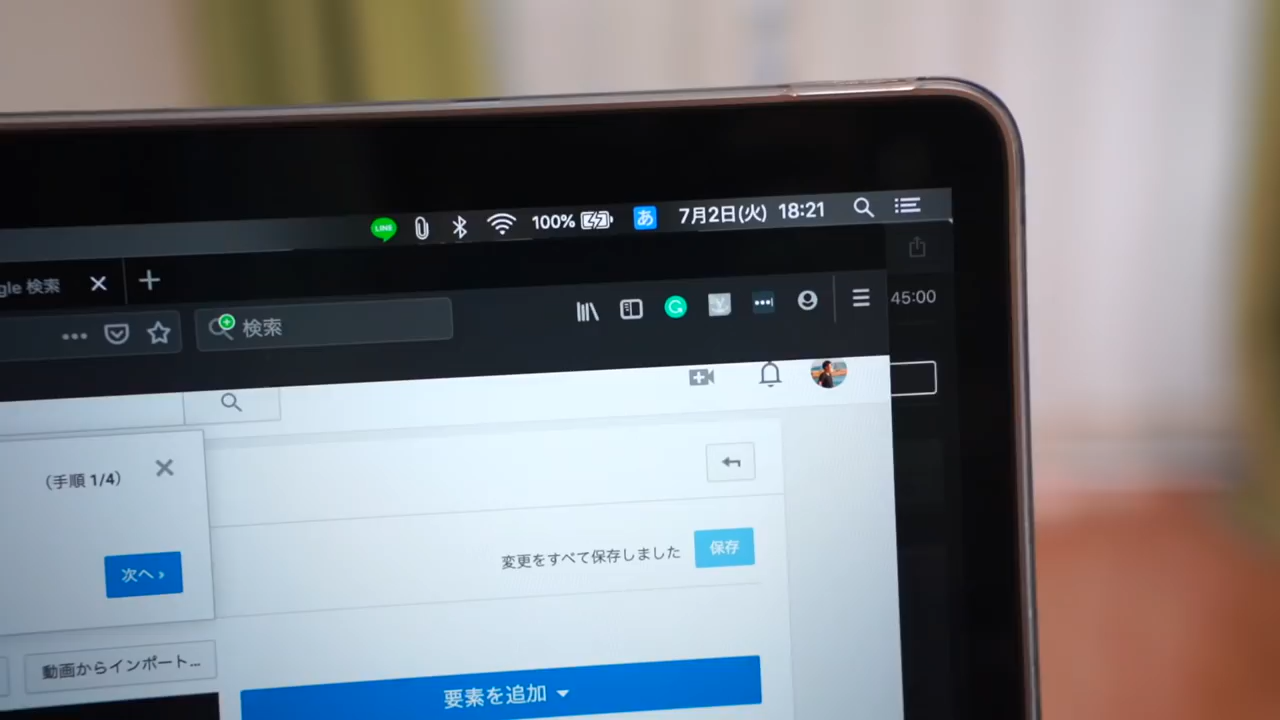 LINE 100% あ 7月2日(火) 18:21
gle 検索
45:00
検索
(手順 1/4)
変更をすべて保存しました 保存
次へ ›
動画からインポート...
要素を追加